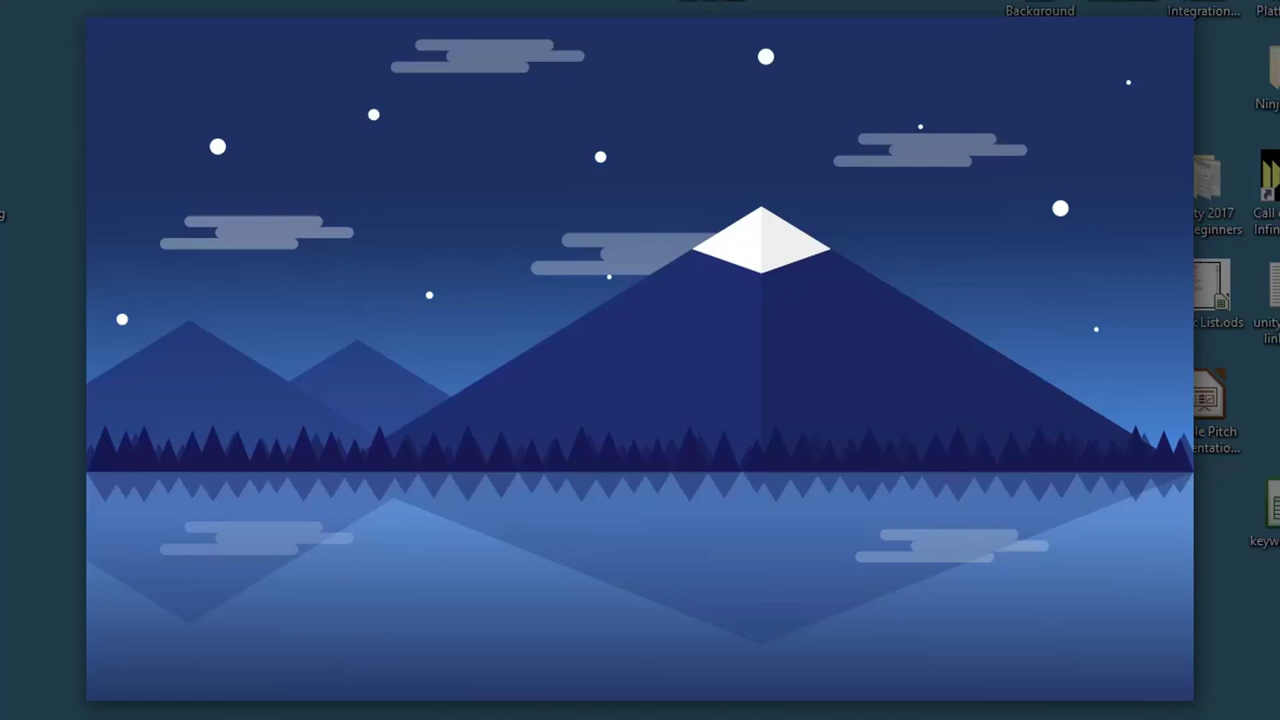 Background
Integration...
Plat
Ninj
g
ty 2017
eginners
Call
Infin
List.ods
unity
link
le Pitch
entatio...
keyw